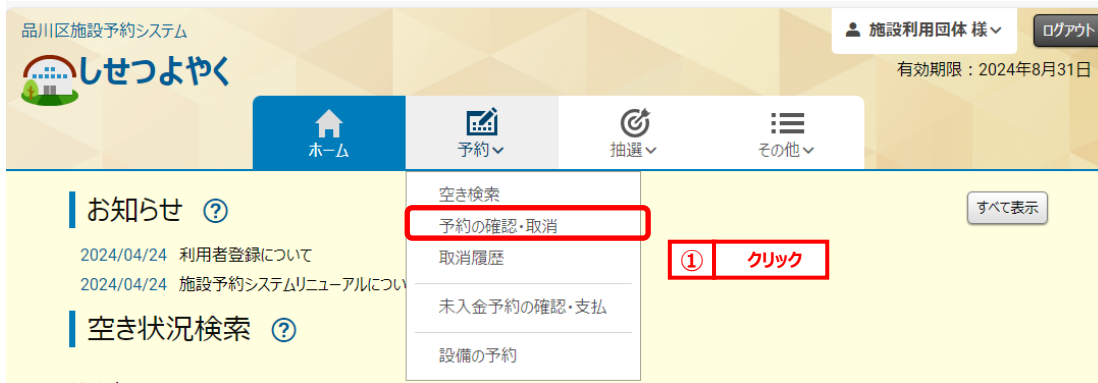 品川区施設予約システム
施設利用団体 様
ログアウト
しせつよやく
有効期限：2024年8月31日
ホーム
予約
抽選
その他
空き検索
予約の確認・取消
取消履歴
未入金予約の確認・支払
設備の予約
お知らせ ?
すべて表示
2024/04/24 利用者登録について
2024/04/24 施設予約システムリニューアルについ
① クリック
空き状況検索 ?